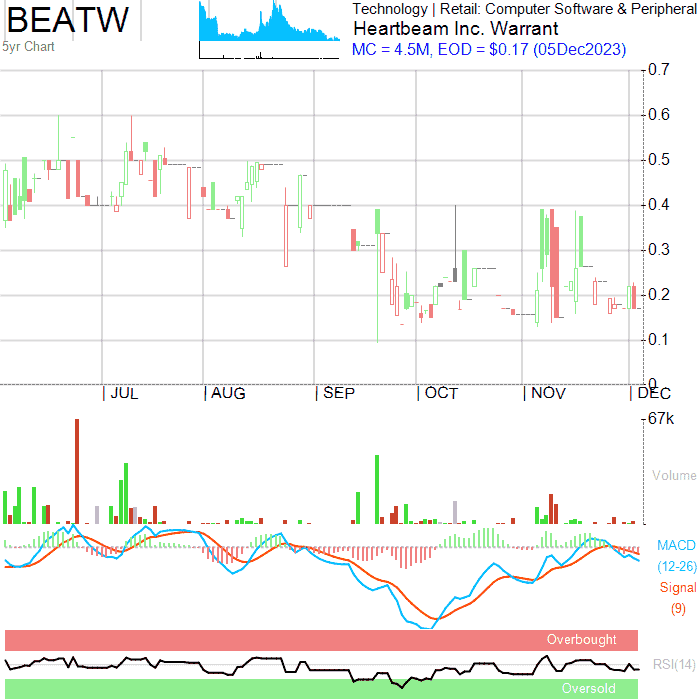 BEATW
5yr Chart
Technology | Retail: Computer Software & Peripheral
Heartbeam Inc. Warrant
MC = 4.5M, EOD = $0.17 (05Dec2023)
0.7
0.6
0.5
0.4
0.3
0.2
0.1
0
JUL
AUG
SEP
OCT
NOV
DEC
67k
Volume
MACD
(12-26)
Signal
(9)
Overbought
RSI(14)
Oversold